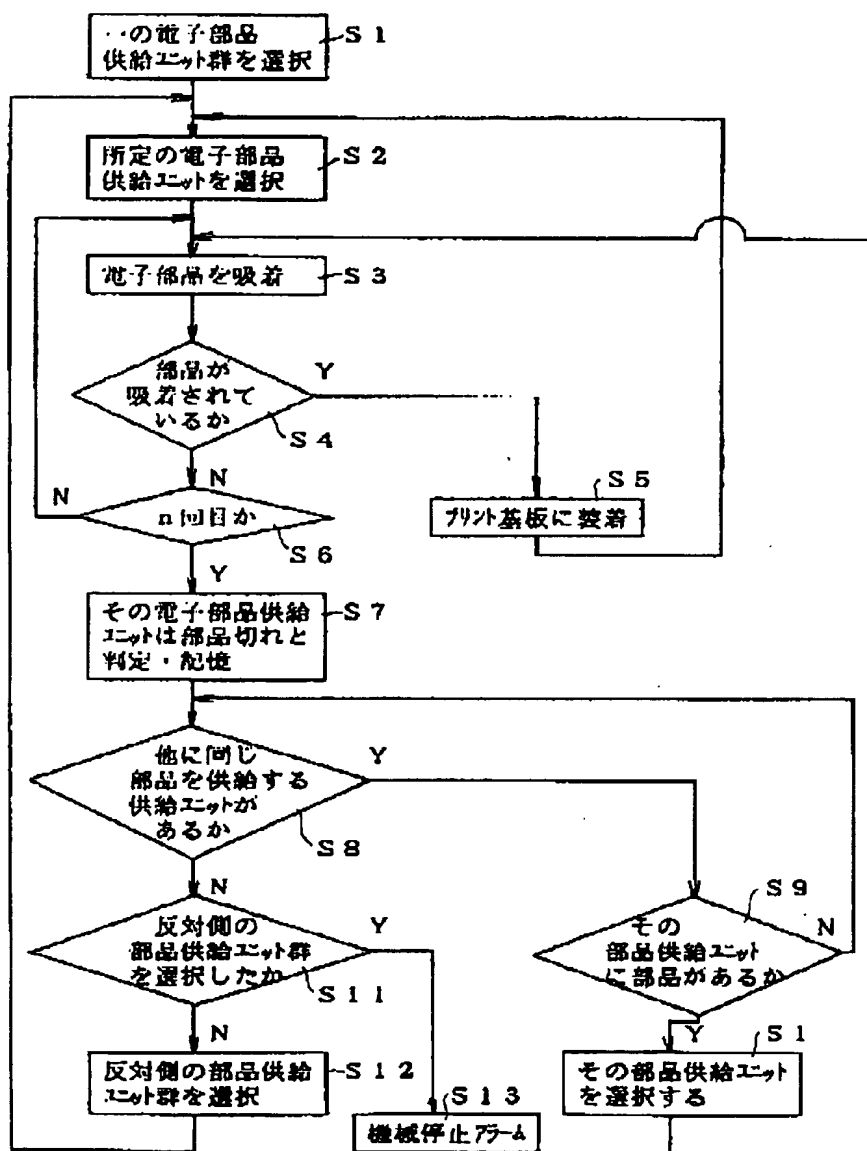 の電子部品
供給ユニット群を選択
S1
所定の電子部品
供給ユニットを選択
S2
電子部品を吸着
S3
部品が
吸着されて
いるか
Y
S4
N
N
n回目か
S6
Y
S5
プリント基板に装着
その電子部品供給
ユニットは部品切れと
判定・記憶
S7
他に同じ
部品を供給する
供給ユニットが
あるか
Y
S8
N
反対側の
部品供給ユニット群
を選択したか
Y
S11
N
S9
その
部品供給ユニット
に部品があるか
N
Y
反対側の部品供給
ユニット群を選択
S12
S13
機械停止アラーム
S1
その部品供給ユニット
を選択する